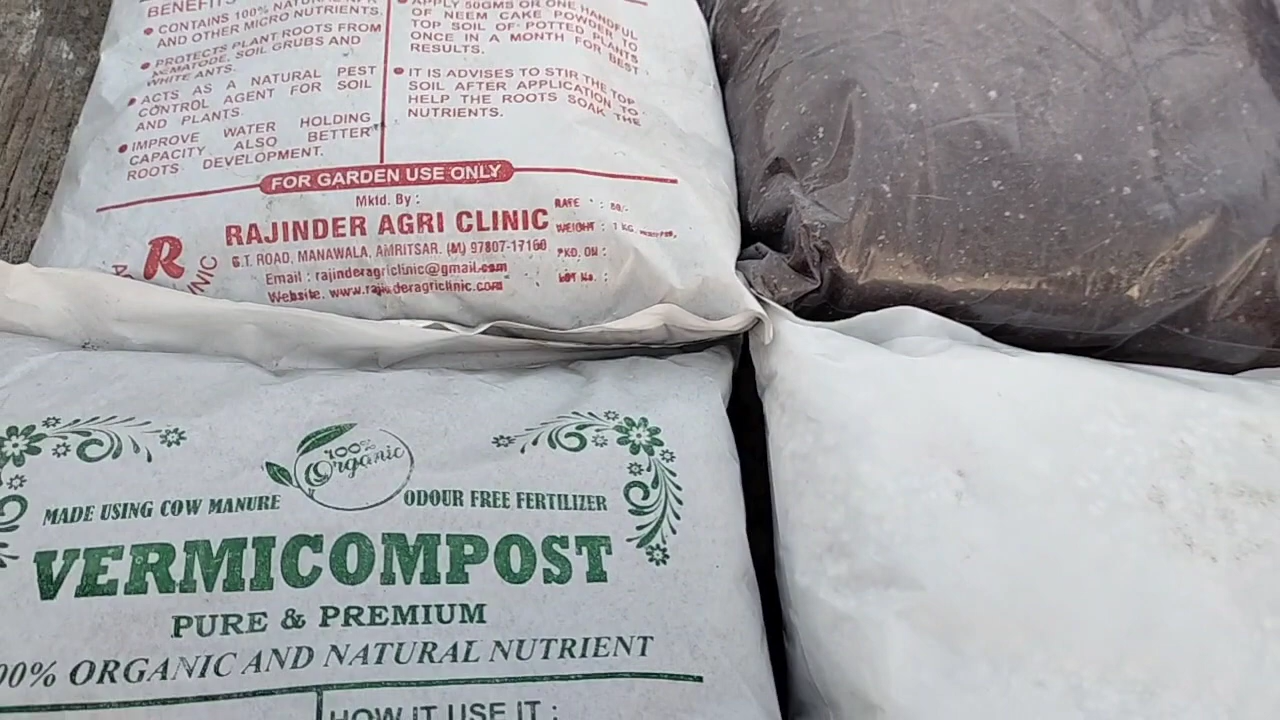 BENEFITS
CONTAINS 100% NATURAL NPK
AND OTHER MICRO NUTRIENTS.
PROTECTS PLANT ROOTS FROM
NEMATODE, SOIL GRUBS AND
WHITE ANTS.
ACTS AS A NATURAL PEST
CONTROL AGENT FOR SOIL
AND PLANTS.
IMPROVE WATER HOLDING
CAPACITY ALSO BETTER
ROOTS DEVELOPMENT.
APPLY 50GMS OR ONE HANDFUL
OF NEEM CAKE POWDER TO
TOP SOIL OF POTTED PLANTS
ONCE IN A MONTH FOR BEST
RESULTS.
IT IS ADVISES TO STIR THE TOP
SOIL AFTER APPLICATION TO
HELP THE ROOTS SOAK THE
NUTRIENTS.
FOR GARDEN USE ONLY
Mktd. By :
RAJINDER AGRI CLINIC
G.T. ROAD, MANAWALA, AMRITSAR. (M) 97807-17160
Email : rajinderagriclinic@gmail.com
Website. www.rajinderagriclinic.com
R
RATE : 80/-
WEIGHT : 1 KG
PKD. ON :
LOT No. :
100%
Organic
MADE USING COW MANURE
ODOUR FREE FERTILIZER
VERMICOMPOST
PURE & PREMIUM
00% ORGANIC AND NATURAL NUTRIENT
HOW IT USE IT :